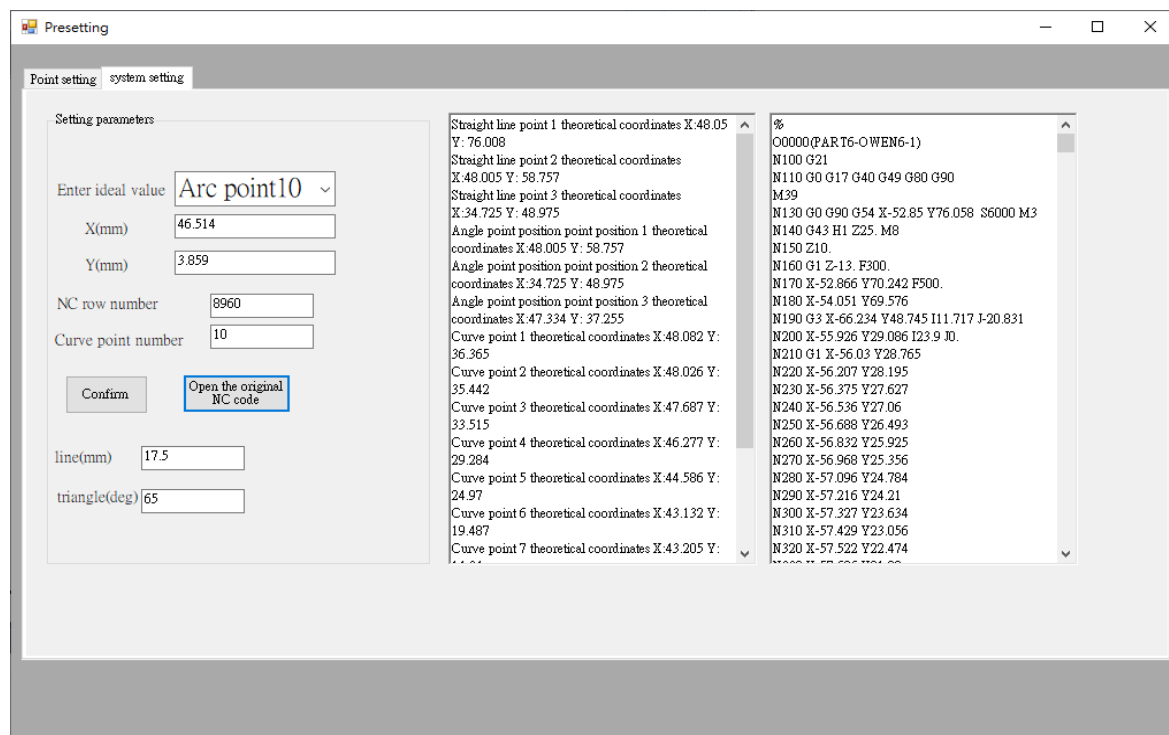 Presetting
Point setting
system setting
Setting parameters
Enter ideal value
Arc point10
X(mm)
46.514
Y(mm)
3.859
NC row number
8960
Curve point number
10
Confirm
Open the original
NC code
line(mm)
17.5
triangle(deg)
65
Straight line point 1 theoretical coordinates X:48.05
Y: 76.008
Straight line point 2 theoretical coordinates
X:48.005 Y: 58.757
Straight line point 3 theoretical coordinates
X:34.725 Y: 48.975
Angle point position point position 1 theoretical
coordinates X:48.005 Y: 58.757
Angle point position point position 2 theoretical
coordinates X:34.725 Y: 48.975
Angle point position point position 3 theoretical
coordinates X:47.334 Y: 37.255
Curve point 1 theoretical coordinates X:48.082 Y:
36.365
Curve point 2 theoretical coordinates X:48.026 Y:
35.442
Curve point 3 theoretical coordinates X:47.687 Y:
33.515
Curve point 4 theoretical coordinates X:46.277 Y:
29.284
Curve point 5 theoretical coordinates X:44.586 Y:
24.97
Curve point 6 theoretical coordinates X:43.132 Y:
19.487
Curve point 7 theoretical coordinates X:43.205 Y:
%
O0000(PART6-OWEN6-1)
N100 G21
N110 G0 G17 G40 G49 G80 G90
M39
N130 G0 G90 G54 X-52.85 Y76.058 S6000 M3
N140 G43 H1 Z25. M8
N150 Z10.
N160 G1 Z-13. F300.
N170 X-52.866 Y70.242 F500.
N180 X-54.051 Y69.576
N190 G3 X-66.234 Y48.745 I11.717 J-20.831
N200 X-55.926 Y29.086 I23.9 J0.
N210 G1 X-56.03 Y28.765
N220 X-56.207 Y28.195
N230 X-56.375 Y27.627
N240 X-56.536 Y27.06
N250 X-56.688 Y26.493
N260 X-56.832 Y25.925
N270 X-56.968 Y25.356
N280 X-57.096 Y24.784
N290 X-57.216 Y24.21
N300 X-57.327 Y23.634
N310 X-57.429 Y23.056
N320 X-57.522 Y22.474